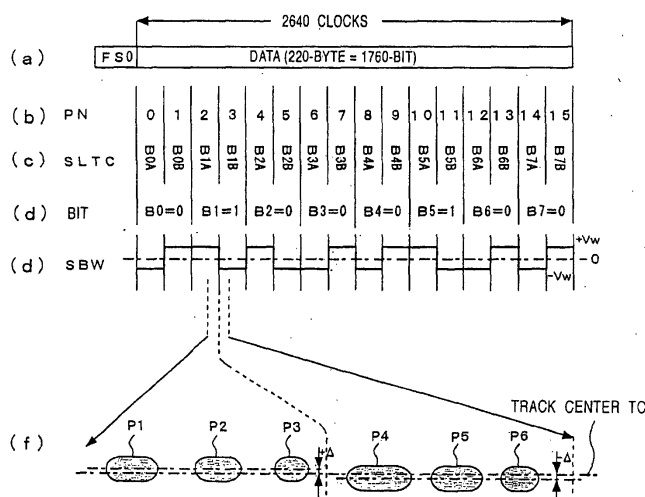 2640 CLOCKS
(a) FS0 DATA (220-BYTE = 1760-BIT)
(b) PN 0 1 2 3 4 5 6 7 8 9 10 11 12 13 14 15
(c) SLTC B0A B0B B1A B1B B2A B2B B3A B3B B4A B4B B5A B5B B6A B6B B7A B7B
(d) BIT B0=0 B1=1 B2=0 B3=0 B4=0 B5=1 B6=0 B7=0
(d) SBW +Vw 0 -Vw
TRACK CENTER TC
(f) P1 P2 P3 +Δ P4 P5 P6 -Δ